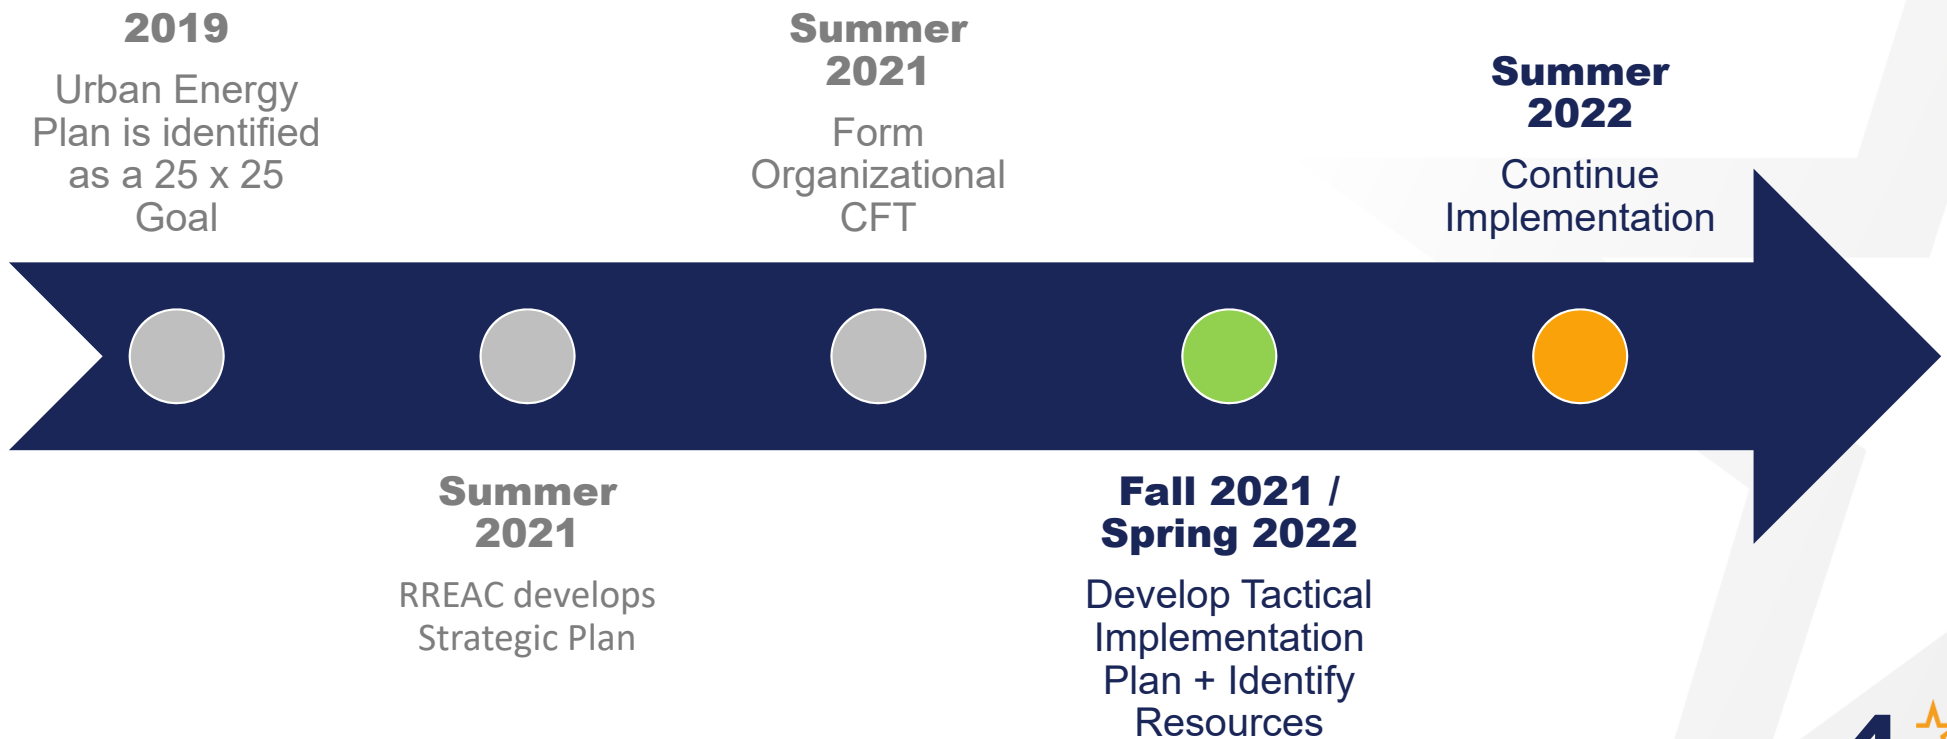 2019
Urban Energy
Plan is identified
as a 25 x 25
Goal
Summer
2021
RREAC develops
Strategic Plan
Summer
2021
Form
Organizational
CFT
Fall 2021 /
Spring 2022
Develop Tactical
Implementation
Plan + Identify
Resources
Summer
2022
Continue
Implementation